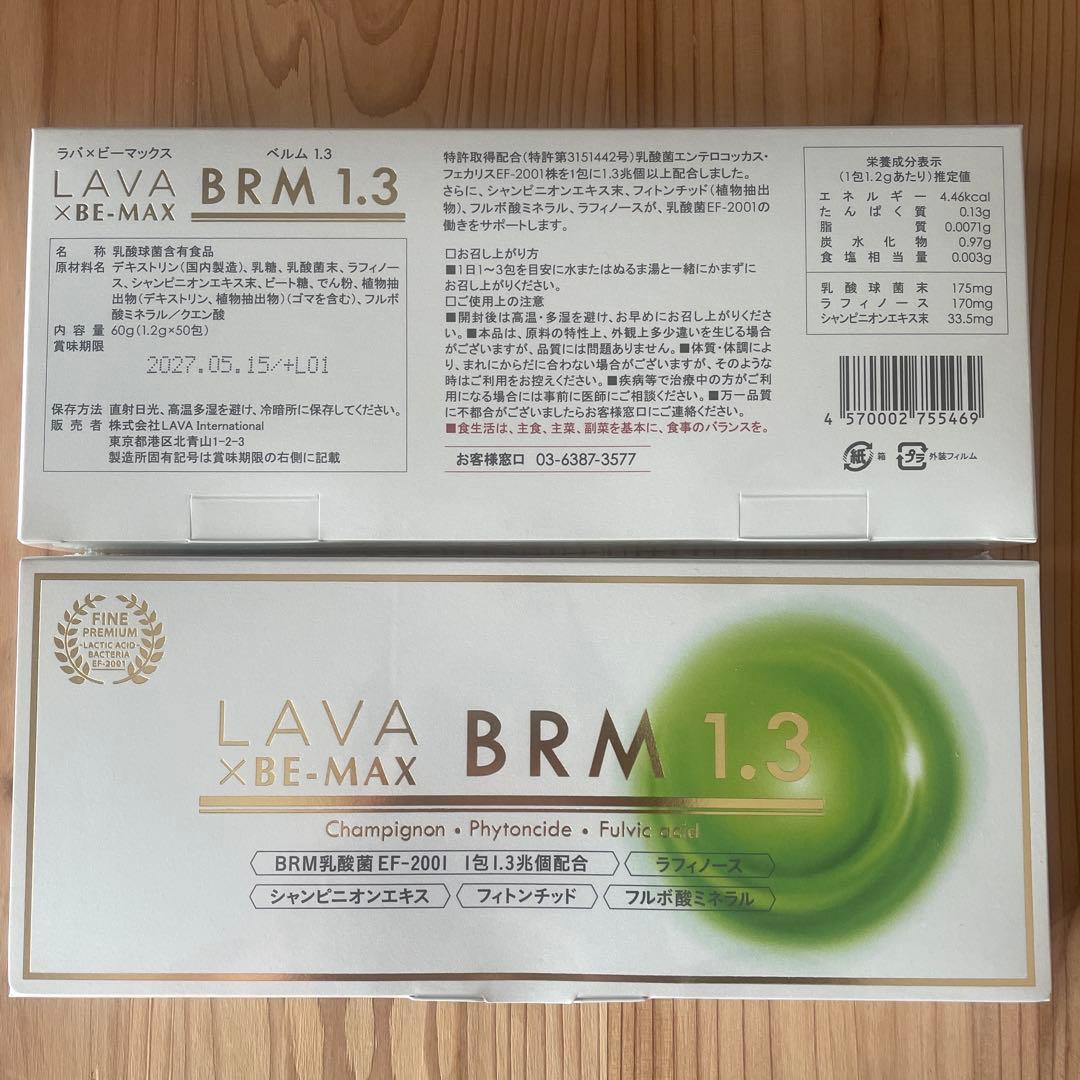 ラバ×ビーマックス
ベルム 1.3
LAVA
×BE-MAX
BRM 1.3
名　称　乳酸球菌含有食品
原材料名　デキストリン(国内製造)、乳糖、乳酸菌末、ラフィノー
ス、シャンピニオンエキス末、ビート糖、でん粉、植物抽
出物(デキストリン、植物抽出物)(ゴマを含む)、フルボ
酸ミネラル／クエン酸
内 容 量　60g(1.2g×50包)
賞味期限
2027.05.15/+L01
保存方法　直射日光、高温多湿を避け、冷暗所に保存してください。
販 売 者　株式会社LAVA International
東京都港区北青山1-2-3
製造所固有記号は賞味期限の右側に記載
特許取得配合(特許第3151442号)乳酸菌エンテロコッカス・
フェカリスEF-2001株を1包に1.3兆個以上配合しました。
さらに、シャンピニオンエキス末、フィトンチッド(植物抽出
物)、フルボ酸ミネラル、ラフィノースが、乳酸菌EF-2001の
働きをサポートします。
□お召し上がり方
■1日1～3包を目安に水またはぬるま湯と一緒にかまずに
お召し上がりください。
□ご使用上の注意
■開封後は高温・多湿を避け、お早めにお召し上がりくださ
い。■本品は、原料の特性上、外観上多少違いを生じる場合
がございますが、品質には問題ありません。■体質・体調によ
り、まれにからだに合わない場合がございますが、そのような
時はご利用をお控えください。■疾病等で治療中の方がご利
用になる場合には事前に医師にご相談ください。■万一品質
に不都合がございましたらお客様窓口にご連絡ください。
■食生活は、主食、主菜、副菜を基本に、食事のバランスを。
お客様窓口　03-6387-3577
栄養成分表示
(1包1.2gあたり)推定値
エネルギー　4.46kcal
たんぱく質　0.13g
脂　　　質　0.0071g
炭水化物　0.97g
食塩相当量　0.003g
乳酸球菌末　175mg
ラフィノース　170mg
シャンピニオンエキス末　33.5mg
4 570002 755469
紙 箱 プラ 外装フィルム
FINE
PREMIUM
-LACTIC ACID-
BACTERIA
EF-2001
LAVA
×BE-MAX
BRM 1.3
Champignon • Phytoncide • Fulvic acid
BRM乳酸菌 EF-2001　1包1.3兆個配合
ラフィノース
シャンピニオンエキス
フィトンチッド
フルボ酸ミネラル